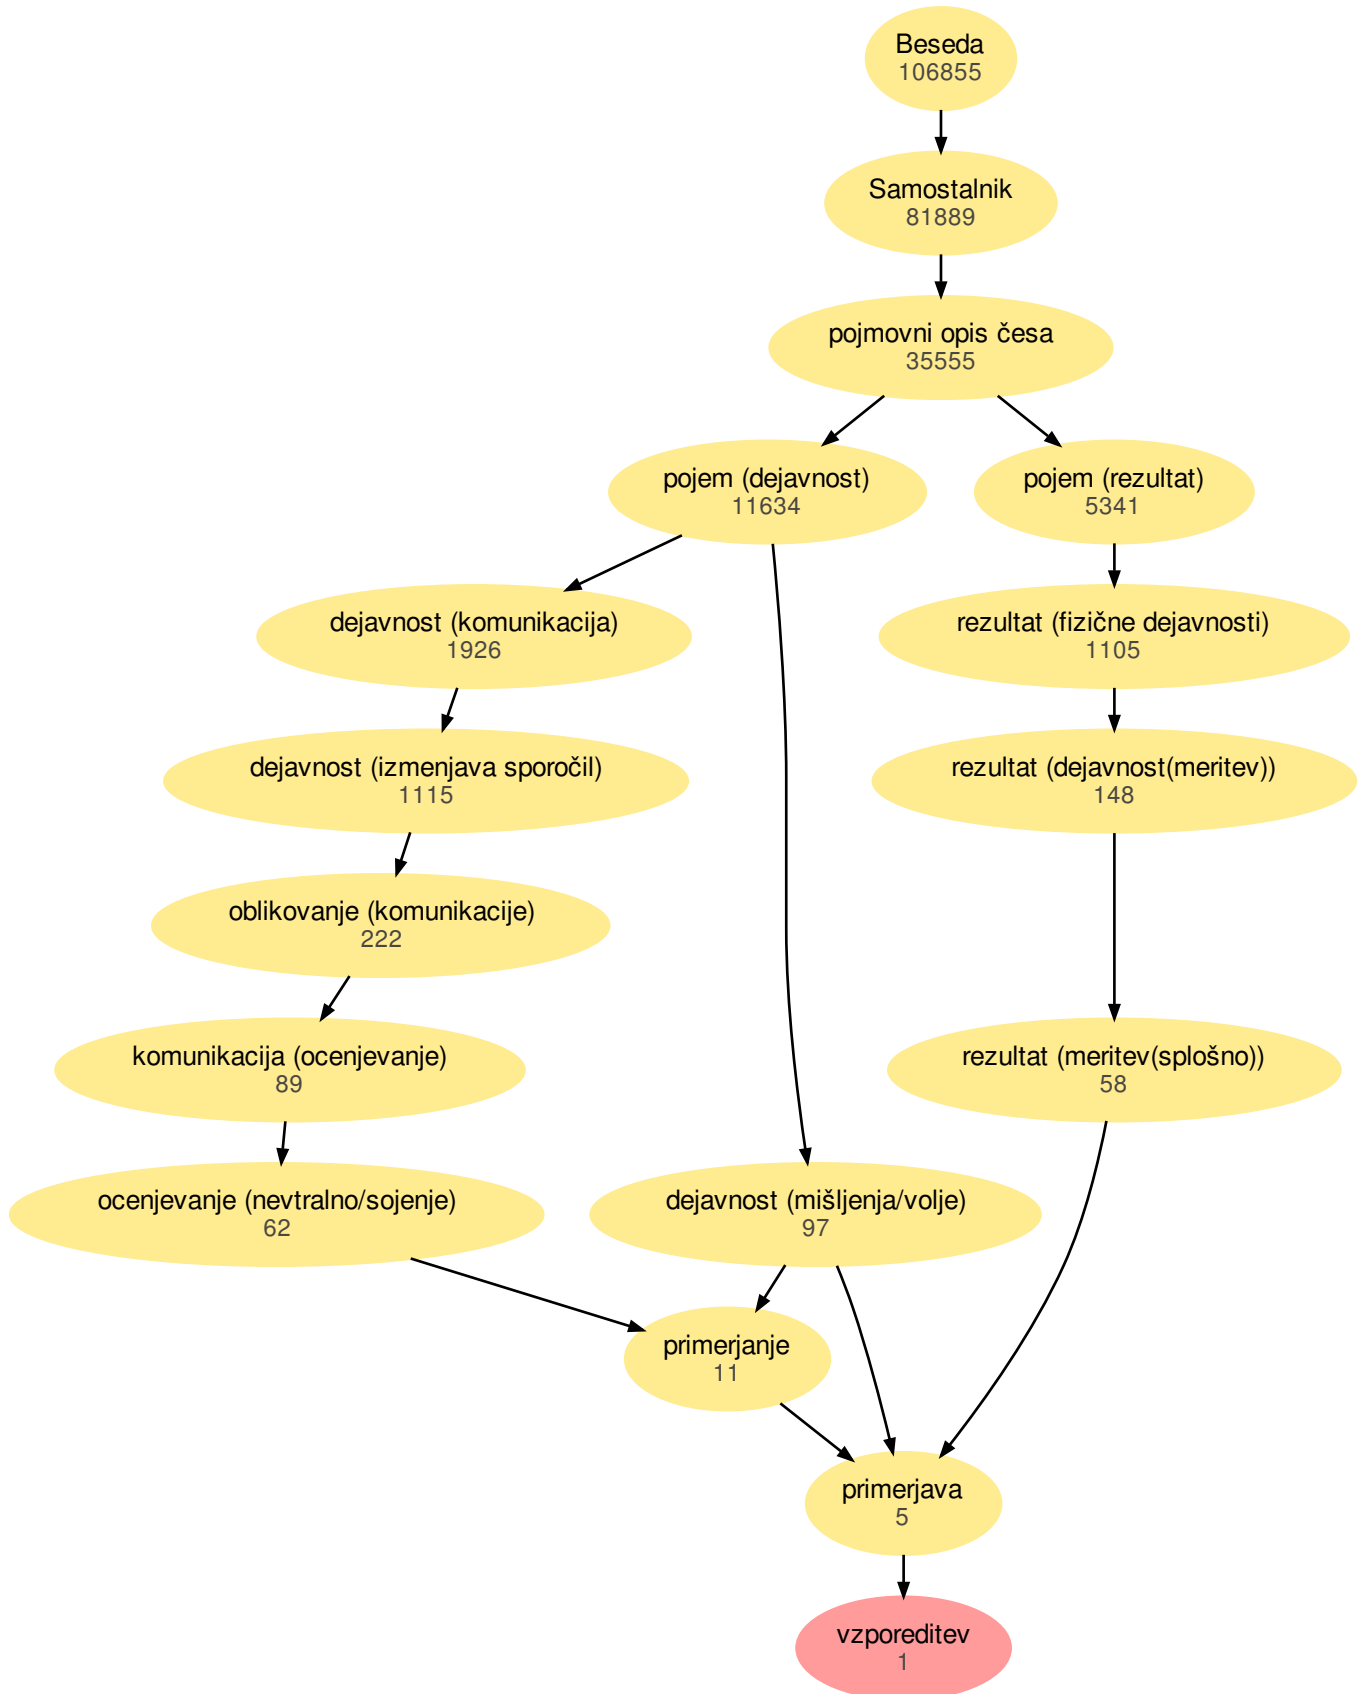 Beseda
106855
Samostalnik
81889
pojmovni opis česa
35555
pojem (dejavnost)
11634
pojem (rezultat)
5341
dejavnost (komunikacija)
1926
rezultat (fizične dejavnosti)
1105
dejavnost (izmenjava sporočil)
1115
rezultat (dejavnost(meritev))
148
oblikovanje (komunikacije)
222
komunikacija (ocenjevanje)
89
rezultat (meritev(splošno))
58
ocenjevanje (nevtralno/sojenje)
62
dejavnost (mišljenja/volje)
97
primerjanje
11
primerjava
5
vzporeditev
1